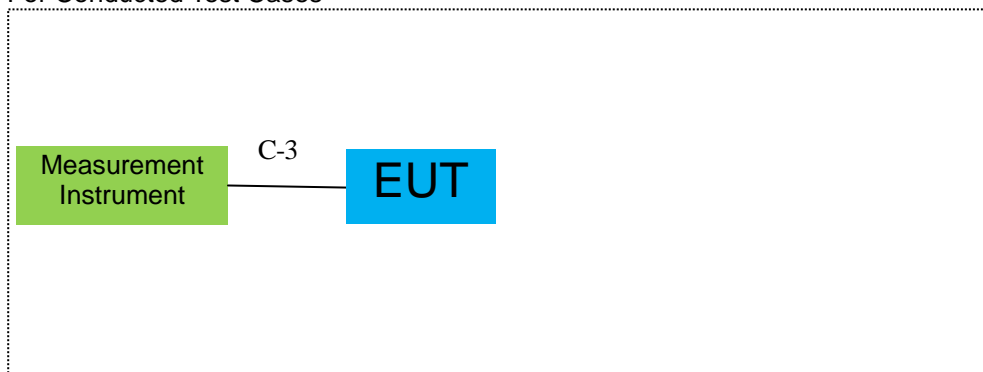 For Conducted Test Cases
C-3
Measurement
Instrument
EUT